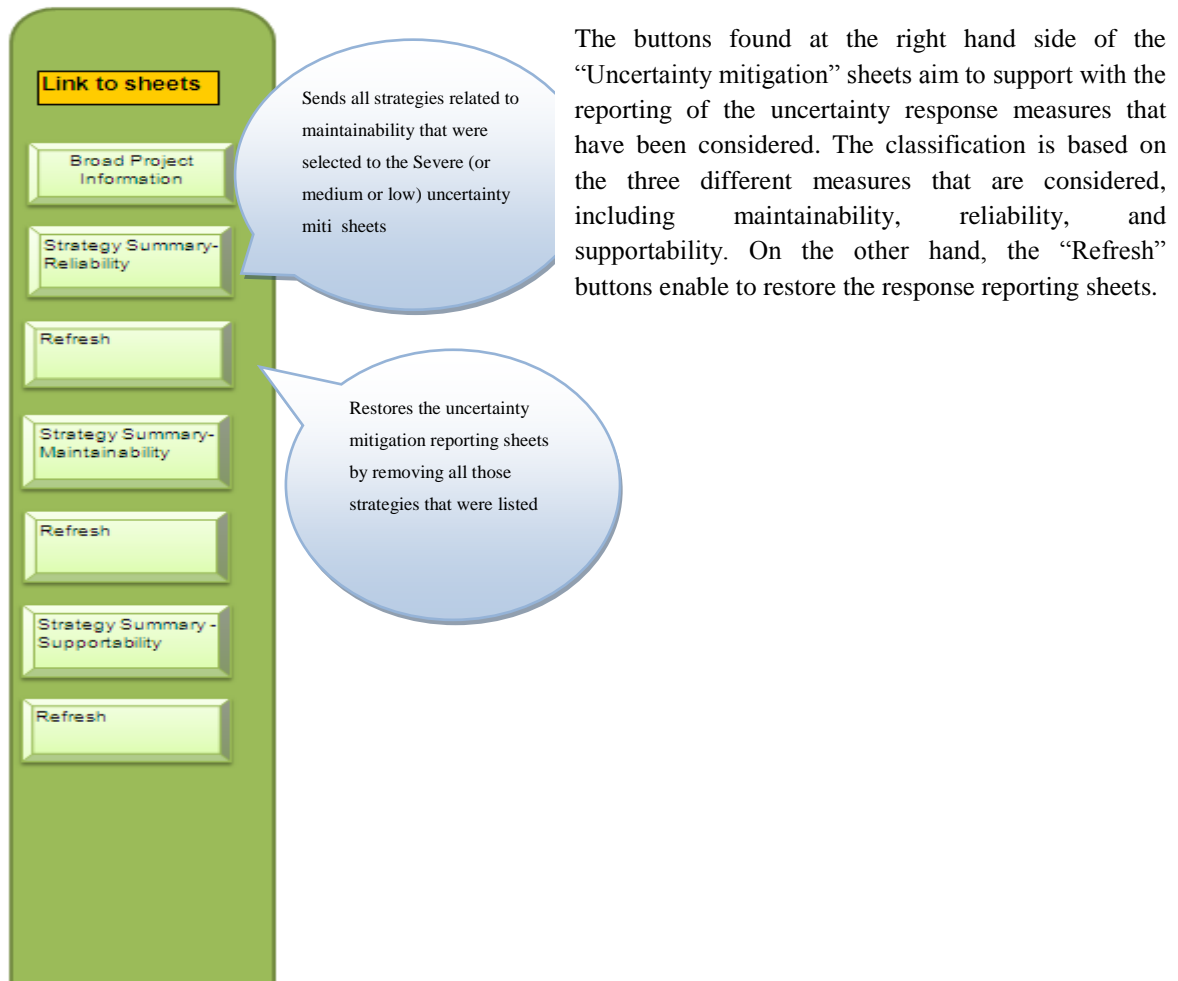 Link to sheets
Broad Project
Information
Strategy Summary-
Reliability
Refresh
Strategy Summary-
Maintainability
Refresh
Strategy Summary -
Supportability
Refresh
Sends all strategies related to
maintainability that were
selected to the Severe (or
medium or low) uncertainty
miti sheets
Restores the uncertainty
mitigation reporting sheets
by removing all those
strategies that were listed
The buttons found at the right hand side of the
“Uncertainty mitigation” sheets aim to support with the
reporting of the uncertainty response measures that
have been considered. The classification is based on
the three different measures that are considered,
including maintainability, reliability, and
supportability. On the other hand, the “Refresh”
buttons enable to restore the response reporting sheets.